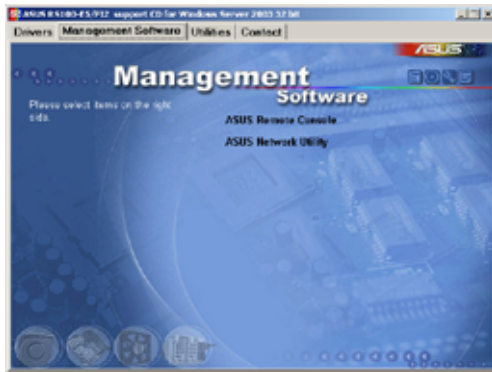 ASUS RS100-E5/PI2 support CD for Windows Server 2003 32 bit
Drivers Management Software Utilities Contact
ASUS
Management
Software
Please select items on the right
side.
ASUS Remote Console
ASUS Network Utility